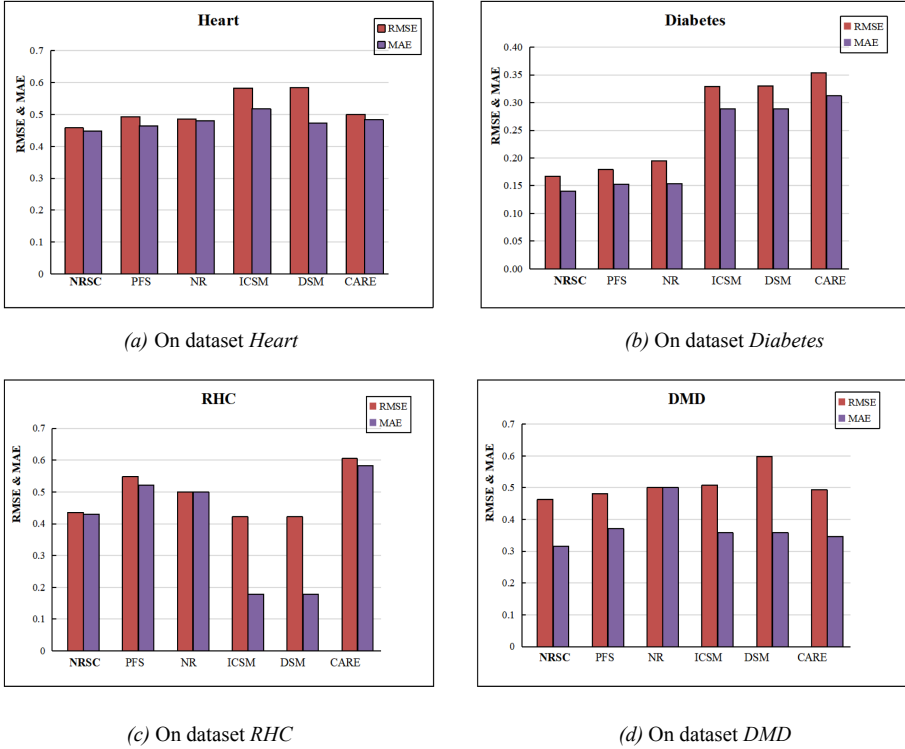 Heart
RMSE
MAE
RMSE & MAE
0.7
0.6
0.5
0.4
0.3
0.2
0.1
0
NRSC PFS NR ICSM DSM CARE
(a) On dataset Heart
Diabetes
RMSE
MAE
RMSE & MAE
0.40
0.35
0.30
0.25
0.20
0.15
0.10
0.05
0.00
NRSC PFS NR ICSM DSM CARE
(b) On dataset Diabetes
RHC
RMSE
MAE
RMSE & MAE
0.7
0.6
0.5
0.4
0.3
0.2
0.1
0
NRSC PFS NR ICSM DSM CARE
(c) On dataset RHC
DMD
RMSE
MAE
RMSE & MAE
0.7
0.6
0.5
0.4
0.3
0.2
0.1
0
NRSC PFS NR ICSM DSM CARE
(d) On dataset DMD